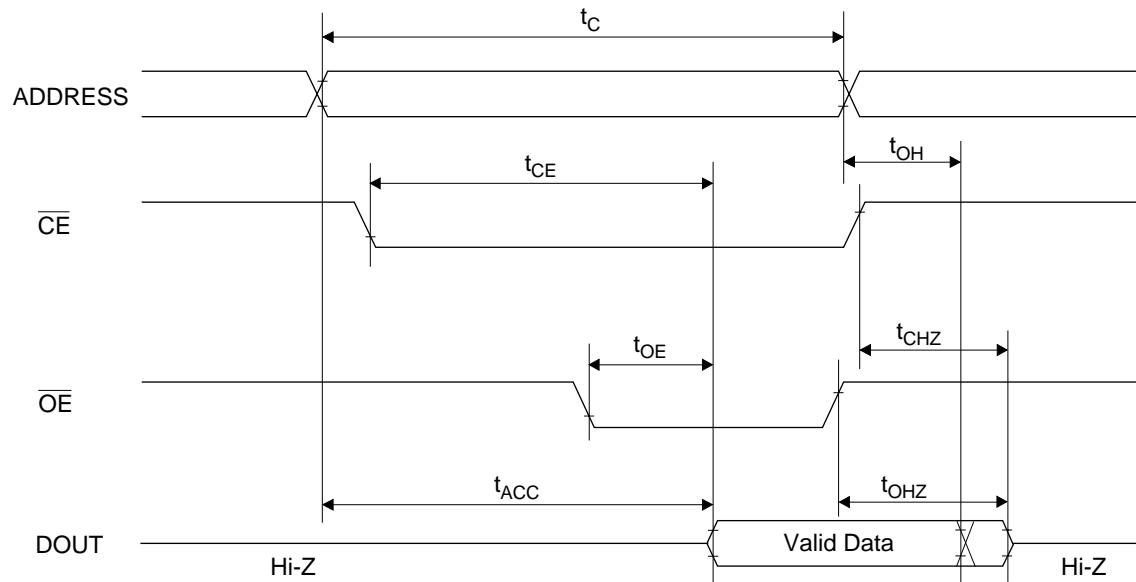 tC
ADDRESS
tOH
tCE
CE
tCHZ
tOE
OE
tACC
tOHZ
DOUT
Valid Data
Hi-Z
Hi-Z